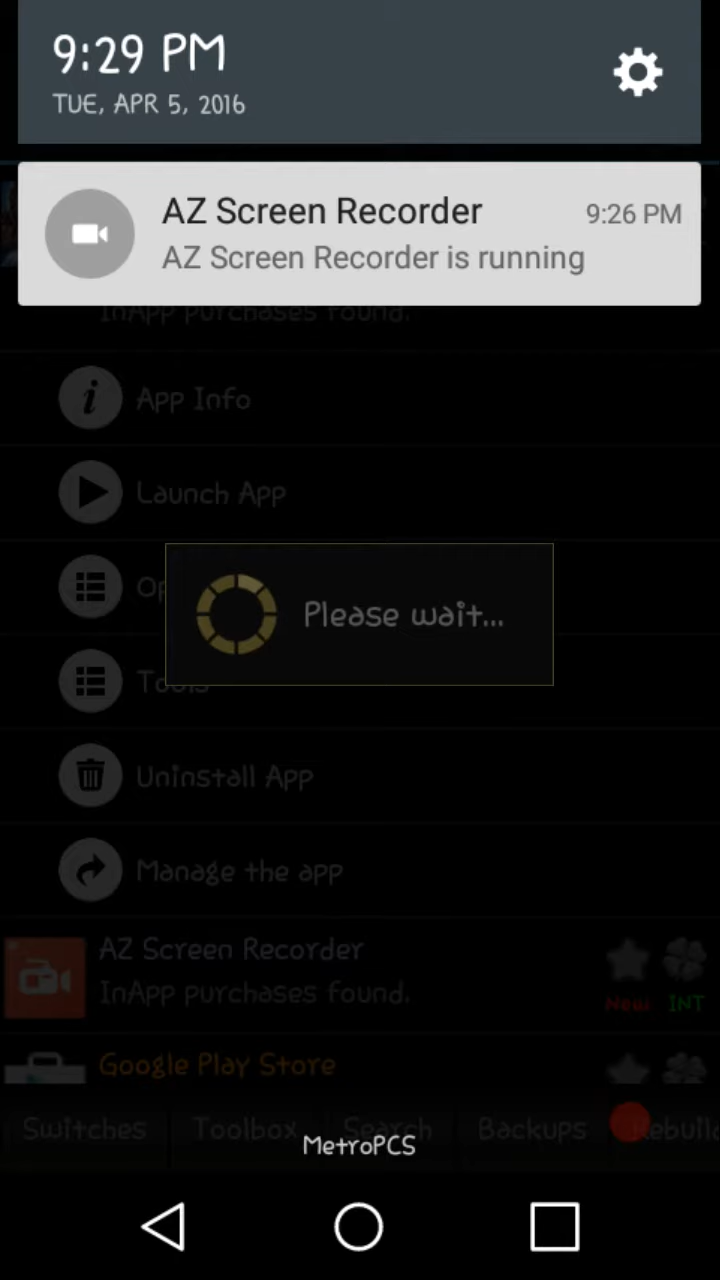 9:29 PM
TUE, APR 5, 2016
AZ Screen Recorder 9:26 PM
AZ Screen Recorder is running
InApp purchases found.
App Info
Launch App
Please wait...
Tools
Uninstall App
Manage the app
AZ Screen Recorder
InApp purchases found.
New INT
Google Play Store
Switches Toolbox Search Backups
MetroPCS